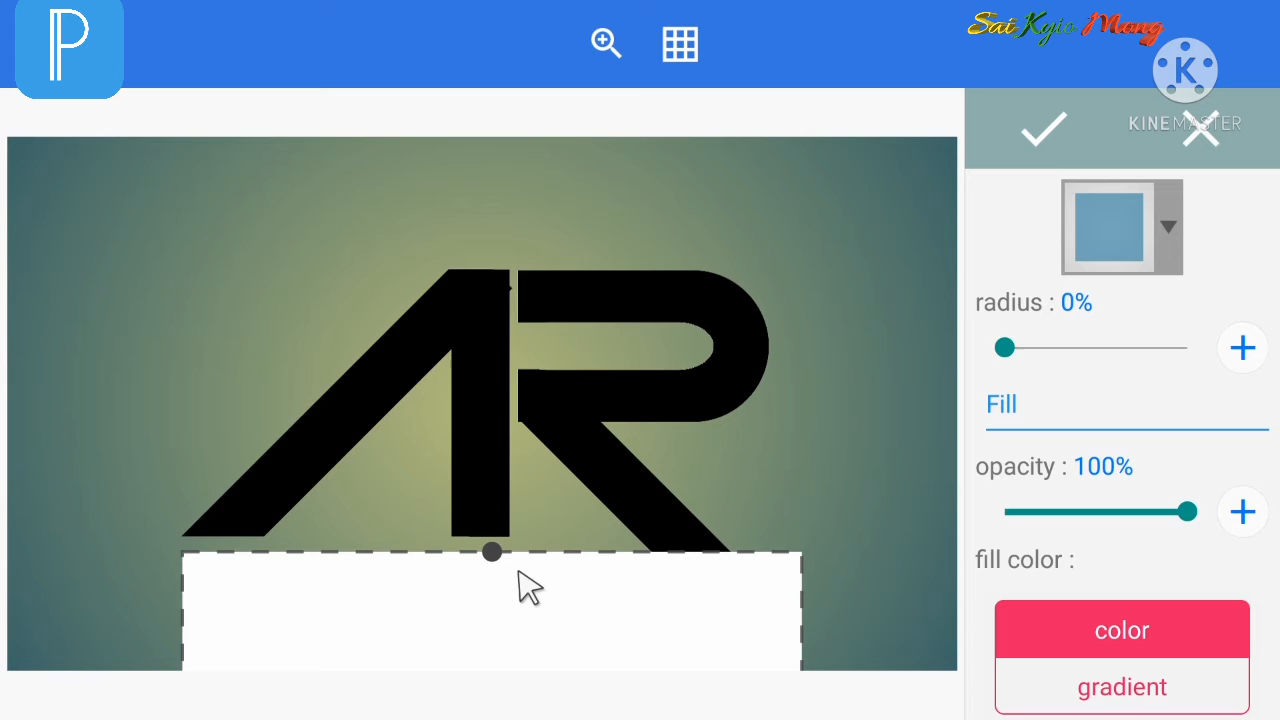 Sai Kyio Mong
KINEMASTER
AR
radius : 0%
Fill
opacity : 100%
fill color :
color
gradient